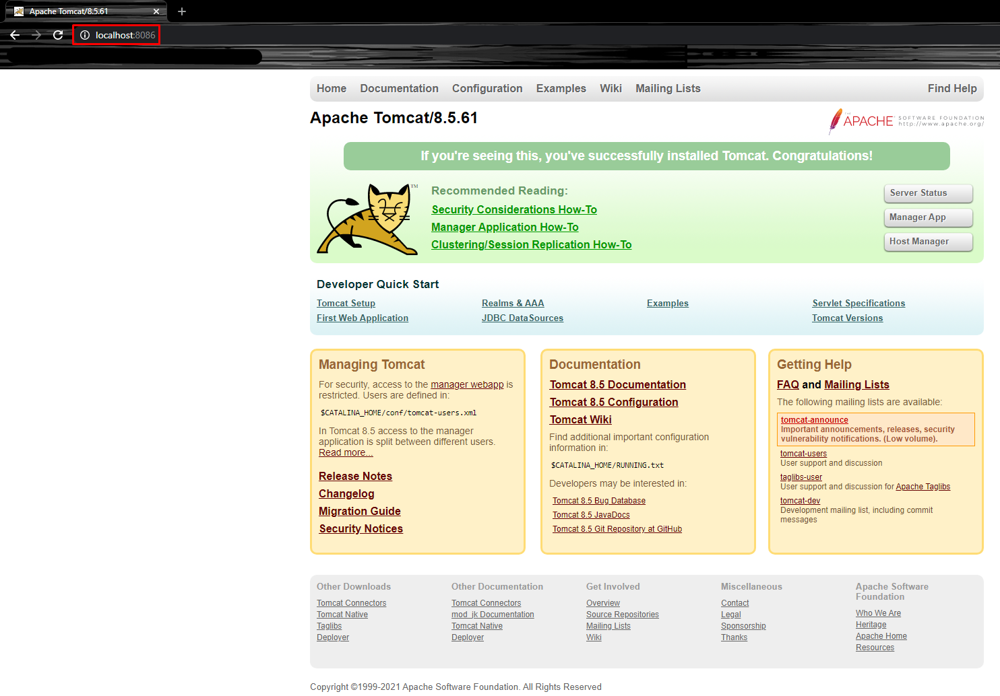 Apache Tomcat/8.5.61
localhost:8086
Home Documentation Configuration Examples Wiki Mailing Lists Find Help
Apache Tomcat/8.5.61
THE APACHE SOFTWARE FOUNDATION
http://www.apache.org/
If you're seeing this, you've successfully installed Tomcat. Congratulations!
TM
Recommended Reading:
Security Considerations How-To
Manager Application How-To
Clustering/Session Replication How-To
Server Status
Manager App
Host Manager
Developer Quick Start
Tomcat Setup
First Web Application
Realms & AAA
JDBC DataSources
Examples
Servlet Specifications
Tomcat Versions
Managing Tomcat
For security, access to the manager webapp is
restricted. Users are defined in:
$CATALINA_HOME/conf/tomcat-users.xml
In Tomcat 8.5 access to the manager
application is split between different users.
Read more...
Release Notes
Changelog
Migration Guide
Security Notices
Documentation
Tomcat 8.5 Documentation
Tomcat 8.5 Configuration
Tomcat Wiki
Find additional important configuration
information in:
$CATALINA_HOME/RUNNING.txt
Developers may be interested in:
Tomcat 8.5 Bug Database
Tomcat 8.5 JavaDocs
Tomcat 8.5 Git Repository at GitHub
Getting Help
FAQ and Mailing Lists
The following mailing lists are available:
tomcat-announce
Important announcements, releases, security
vulnerability notifications. (Low volume).
tomcat-users
User support and discussion
taglibs-user
User support and discussion for Apache Taglibs
tomcat-dev
Development mailing list, including commit
messages
Other Downloads
Tomcat Connectors
Tomcat Native
Taglibs
Deployer
Other Documentation
Tomcat Connectors
mod_jk Documentation
Tomcat Native
Deployer
Get Involved
Overview
Source Repositories
Mailing Lists
Wiki
Miscellaneous
Contact
Legal
Sponsorship
Thanks
Apache Software
Foundation
Who We Are
Heritage
Apache Home
Resources
Copyright ©1999-2021 Apache Software Foundation. All Rights Reserved